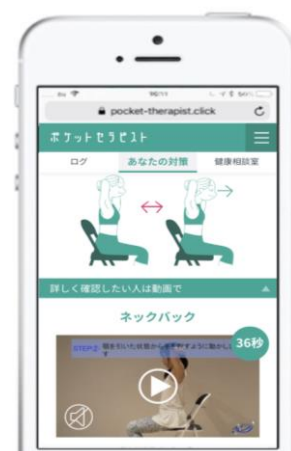 pocket-therapist.click
ポケットセラピスト
ログ
あなたの対策
健康相談室
詳しく確認したい人は動画で
ネックバック
36秒
STEP②